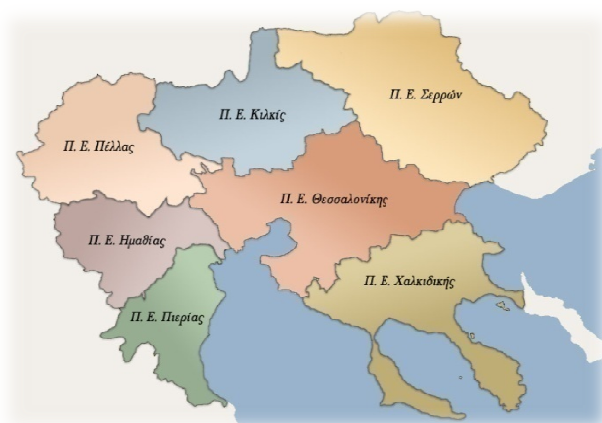 Π. Ε. Σερρών
Π. Ε. Κιλκίς
Π. Ε. Πέλλας
Π. Ε. Θεσσαλονίκης
Π. Ε. Ημαθίας
Π. Ε. Χαλκιδικής
Π. Ε. Πιερίας